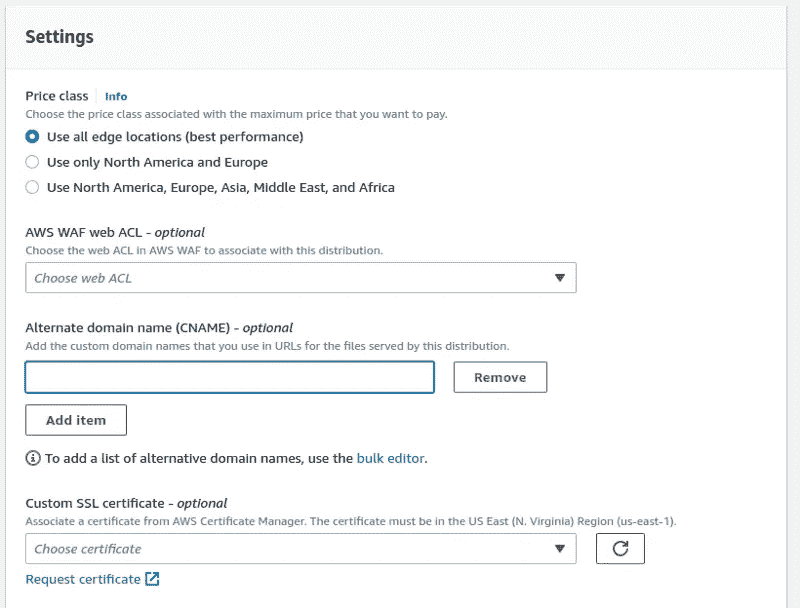 Settings
Price class Info
Choose the price class associated with the maximum price that you want to pay.
Use all edge locations (best performance)
Use only North America and Europe
Use North America, Europe, Asia, Middle East, and Africa
AWS WAF web ACL - optional
Choose the web ACL in AWS WAF to associate with this distribution.
Choose web ACL
Alternate domain name (CNAME) - optional
Add the custom domain names that you use in URLs for the files served by this distribution.
Remove
Add item
To add a list of alternative domain names, use the bulk editor.
Custom SSL certificate - optional
Associate a certificate from AWS Certificate Manager. The certificate must be in the US East (N. Virginia) Region (us-east-1).
Choose certificate
Request certificate